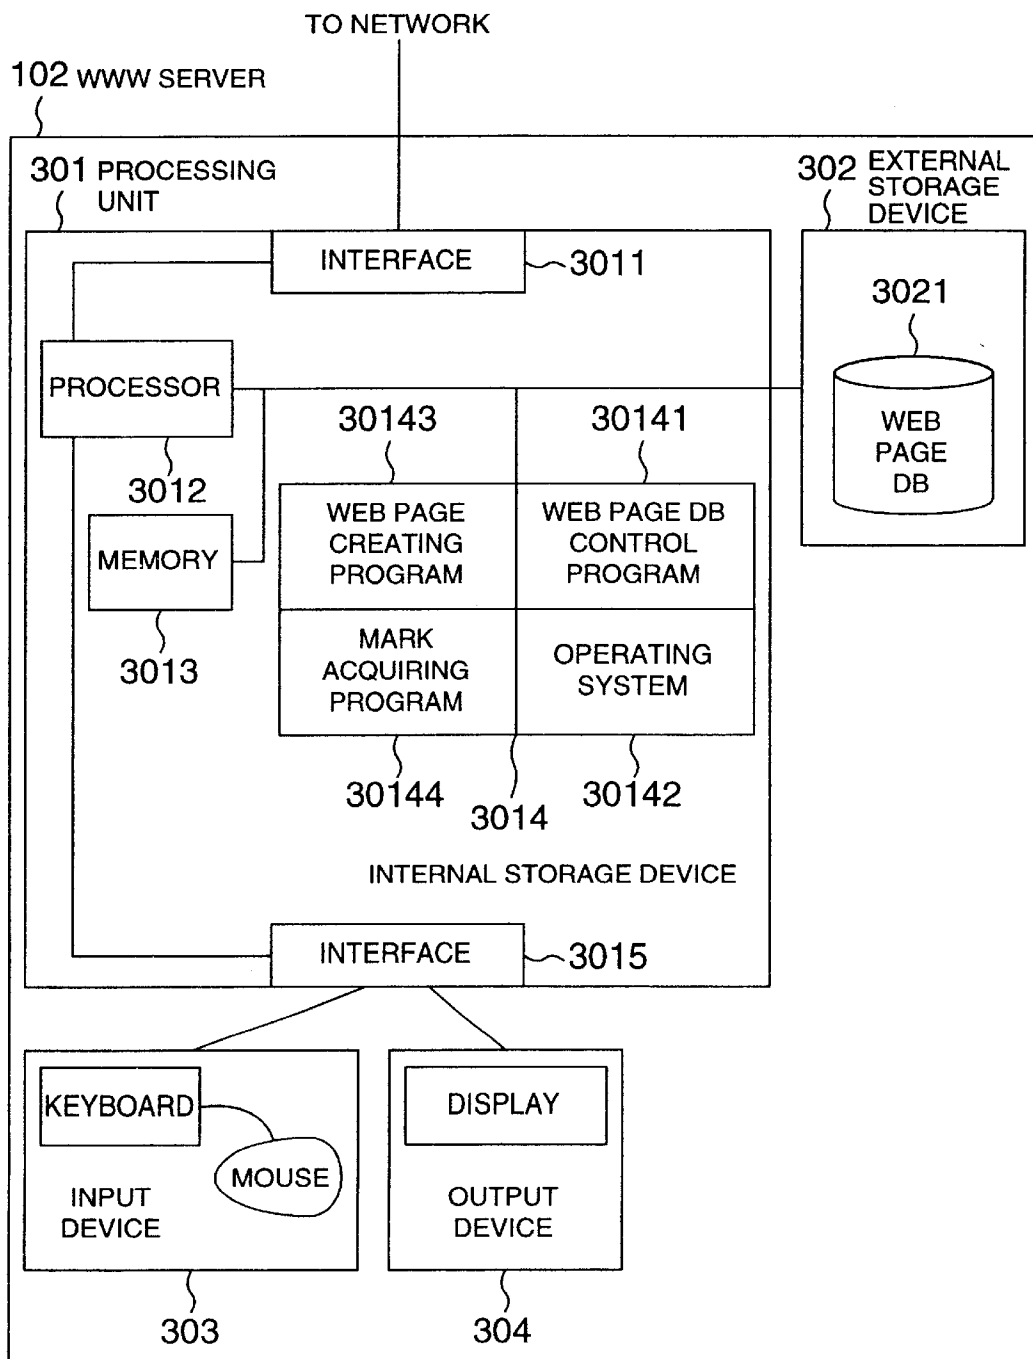 TO NETWORK
102 WWW SERVER
301 PROCESSING
UNIT
302 EXTERNAL
STORAGE
DEVICE
INTERFACE
3011
3021
PROCESSOR
3012
WEB
PAGE
DB
30143
30141
MEMORY
3013
WEB PAGE
CREATING
PROGRAM
WEB PAGE DB
CONTROL
PROGRAM
MARK
ACQUIRING
PROGRAM
OPERATING
SYSTEM
30144
3014
30142
INTERNAL STORAGE DEVICE
INTERFACE
3015
KEYBOARD
MOUSE
INPUT
DEVICE
DISPLAY
OUTPUT
DEVICE
303
304